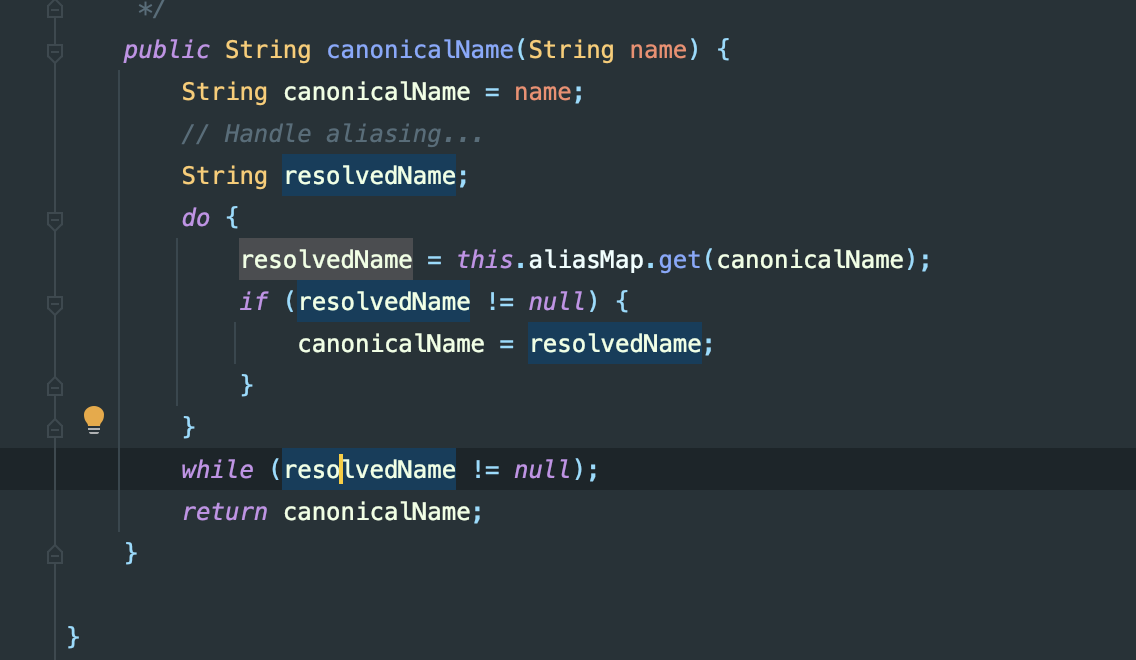 */
public String canonicalName(String name) {
String canonicalName = name;
// Handle aliasing...
String resolvedName;
do {
resolvedName = this.aliasMap.get(canonicalName);
if (resolvedName != null) {
canonicalName = resolvedName;
}
}
while (resolvedName != null);
return canonicalName;
}
}